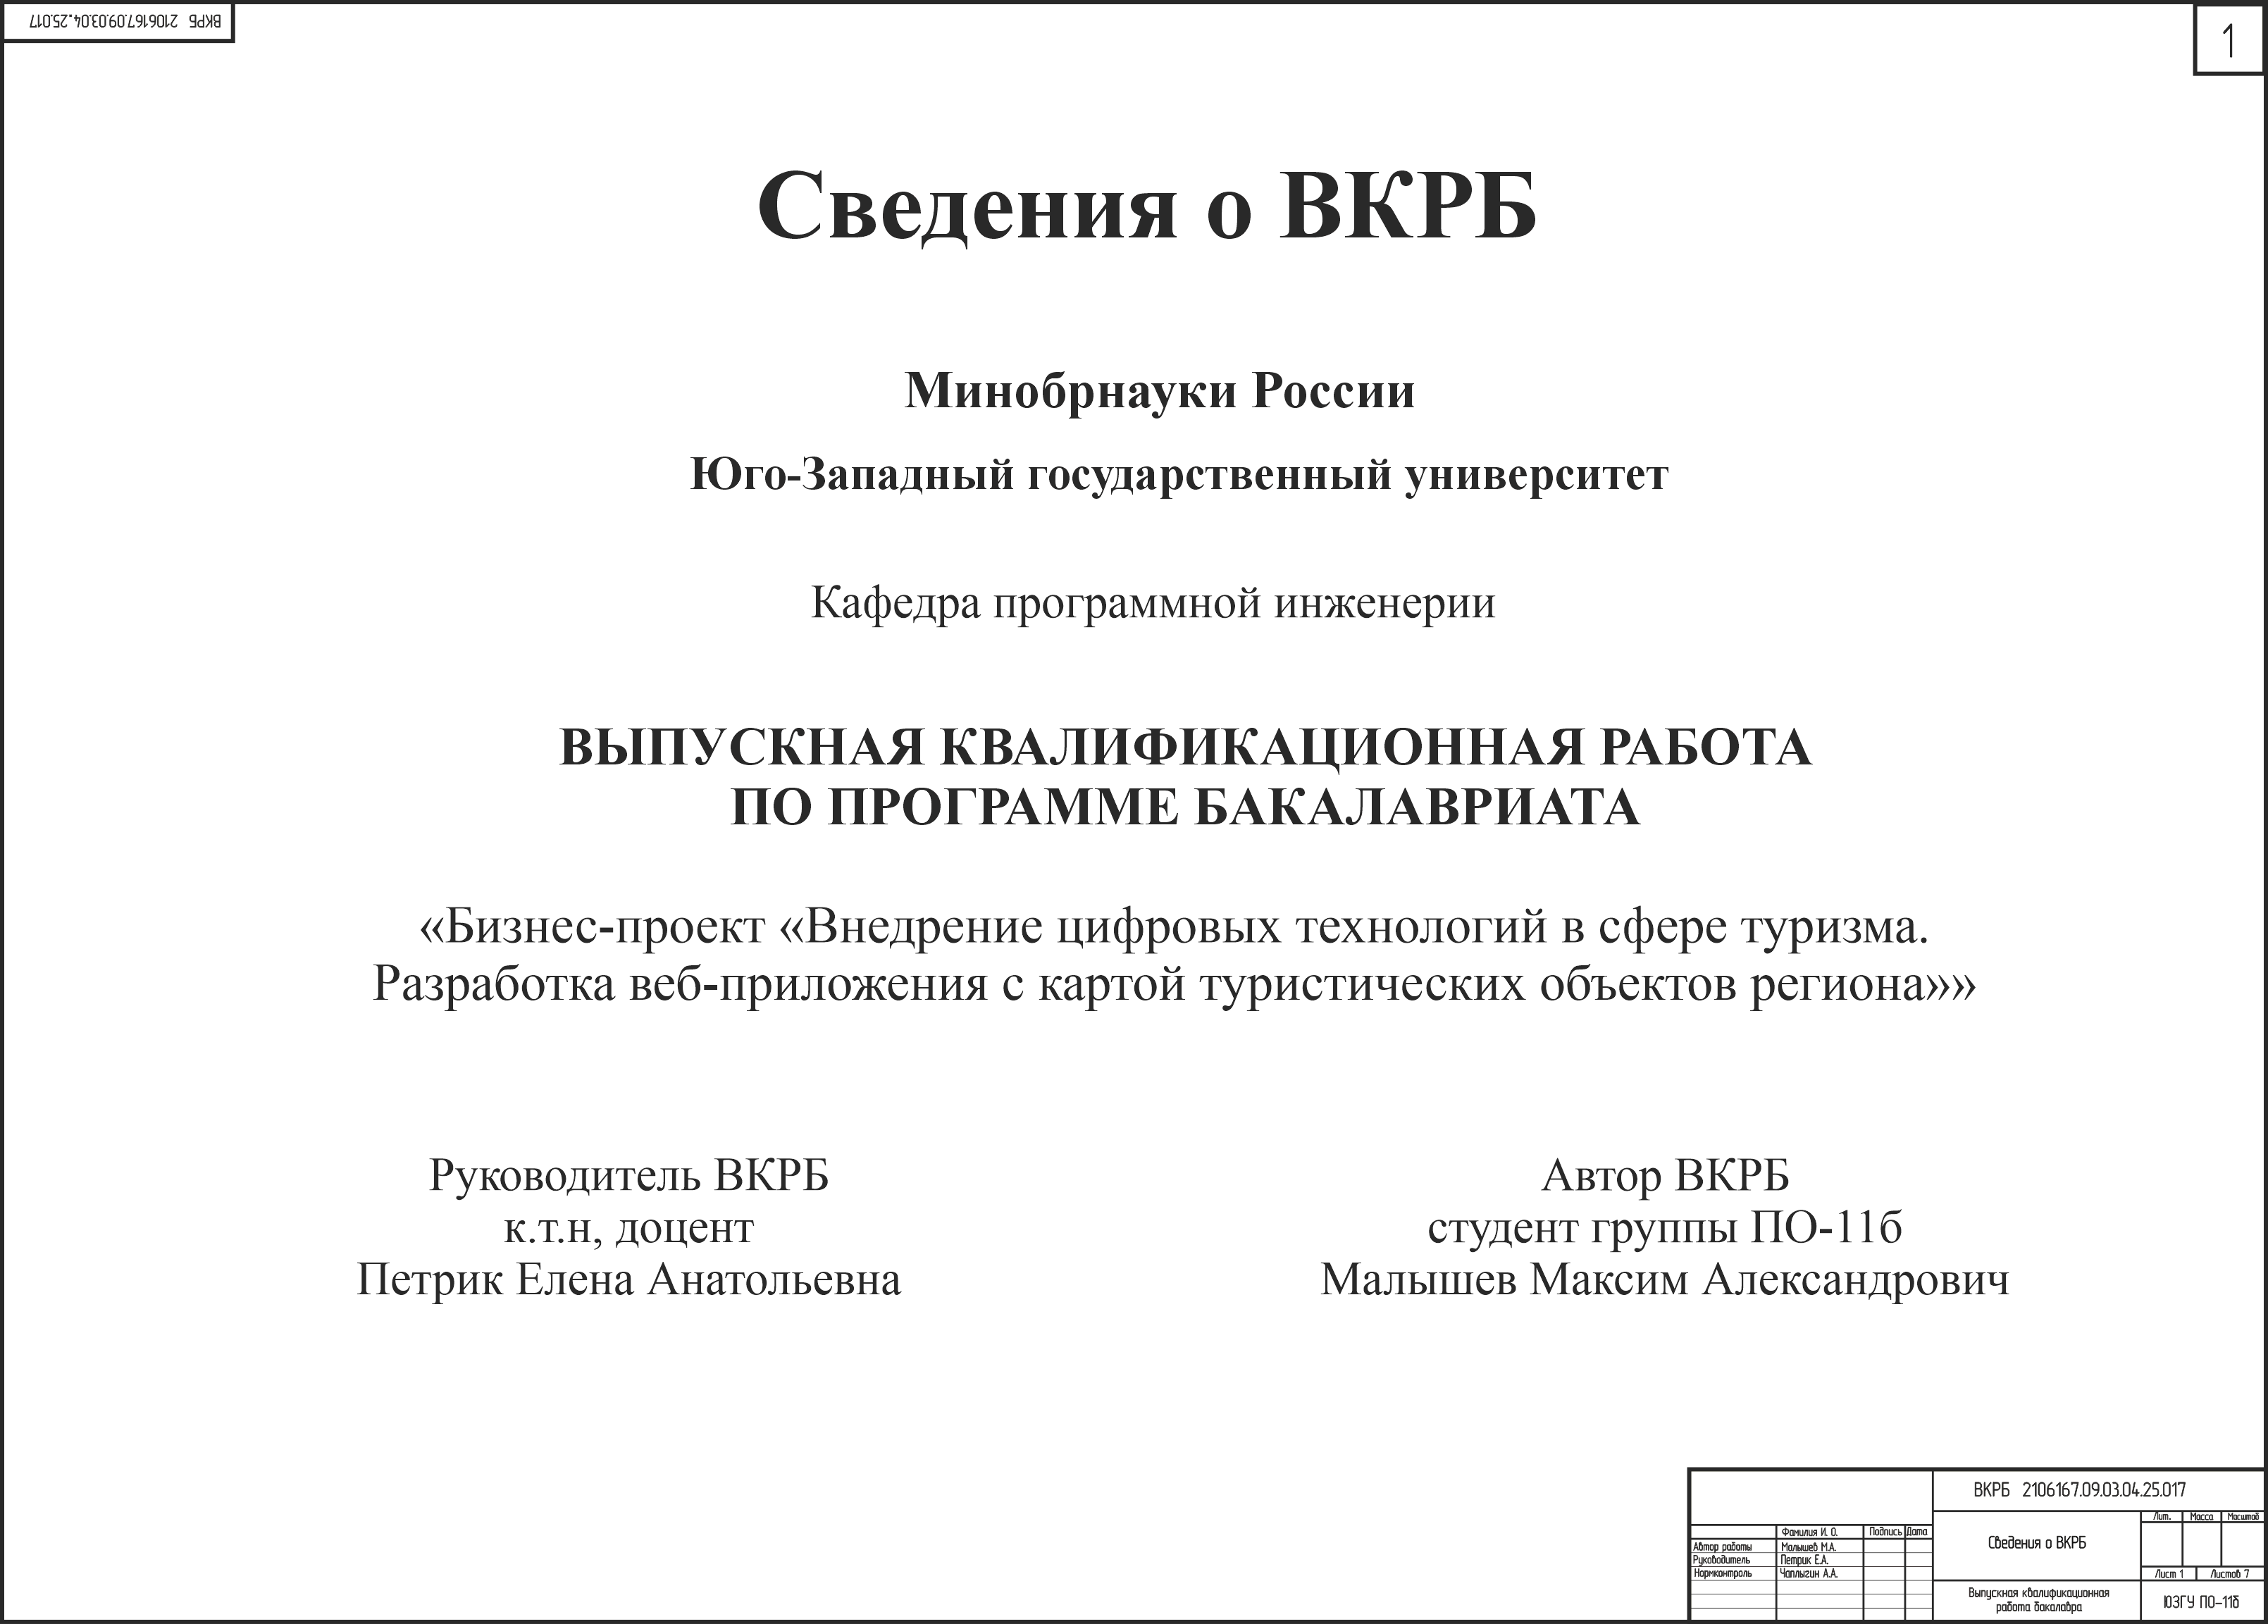 ВКРБ 2106167.09.03.04.25.017
1
Сведения о ВКРБ
Минобрнауки России
Юго-Западный государственный университет
Кафедра программной инженерии
ВЫПУСКНАЯ КВАЛИФИКАЦИОННАЯ РАБОТА
ПО ПРОГРАММЕ БАКАЛАВРИАТА
«Бизнес-проект «Внедрение цифровых технологий в сфере туризма.
Разработка веб-приложения с картой туристических объектов региона»»
Руководитель ВКРБ
к.т.н, доцент
Петрик Елена Анатольевна
Автор ВКРБ
студент группы ПО-11б
Малышев Максим Александрович
ВКРБ 2106167.09.03.04.25.017
Фамилия И. О. Подпись Дата
Автор работы Малышев М.А.
Руководитель Петрик Е.А.
Нормконтроль Чаплыгин А.А.
Сведения о ВКРБ
Лит. Масса Масштаб
Лист 1 Листов 7
Выпускная квалификационная
работа бакалавра
ЮЗГУ ПО-11б